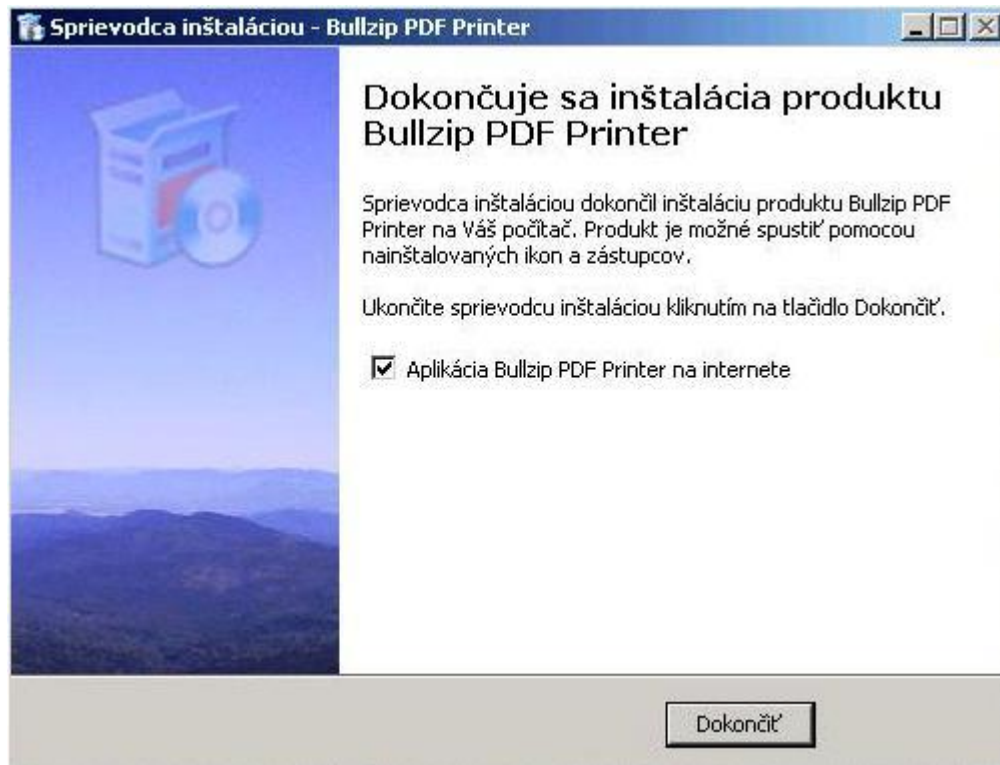 Sprievodca inštaláciou - Bullzip PDF Printer
Dokončuje sa inštalácia produktu
Bullzip PDF Printer
Sprievodca inštaláciou dokončil inštaláciu produktu Bullzip PDF
Printer na Váš počítač. Produkt je možné spustiť pomocou
nainštalovaných ikon a zástupcov.
Ukončite sprievodcu inštaláciou kliknutím na tlačidlo Dokončiť.
Aplikácia Bullzip PDF Printer na internete
Dokončiť